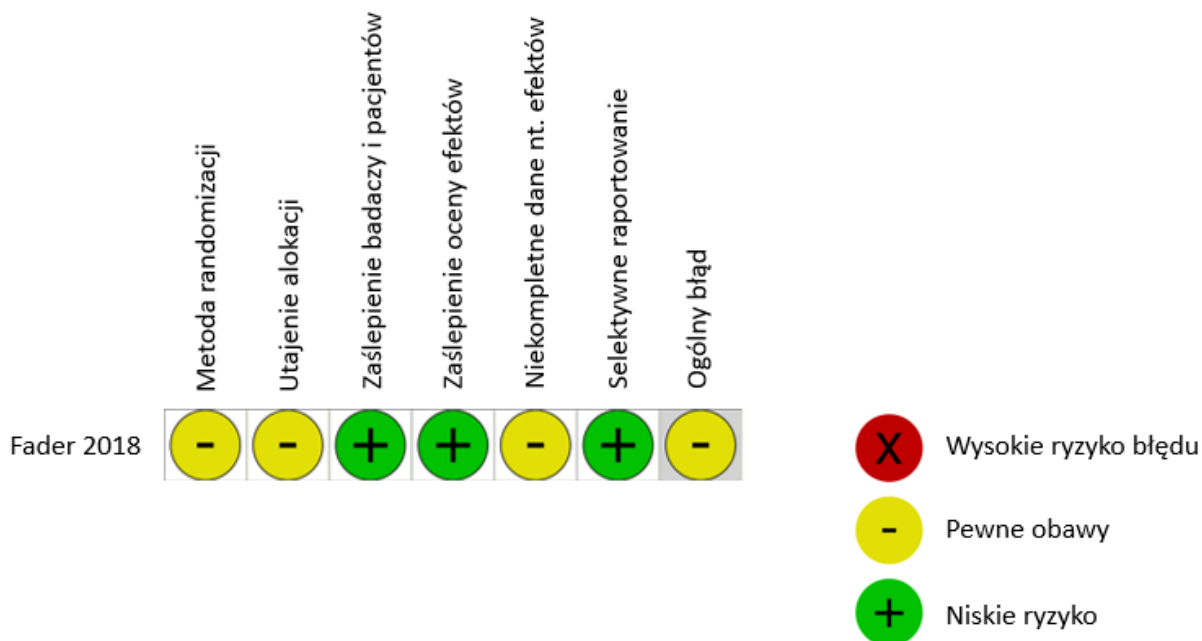 Metoda randomizacji
Utajenie alokacji
Zaślepienie badaczy i pacjentów
Zaślepienie oceny efektów
Niekompletne dane nt. efektów
Selektywne raportowanie
Ogólny błąd
Fader 2018 - - + + - + -
X Wysokie ryzyko błędu
- Pewne obawy
+ Niskie ryzyko